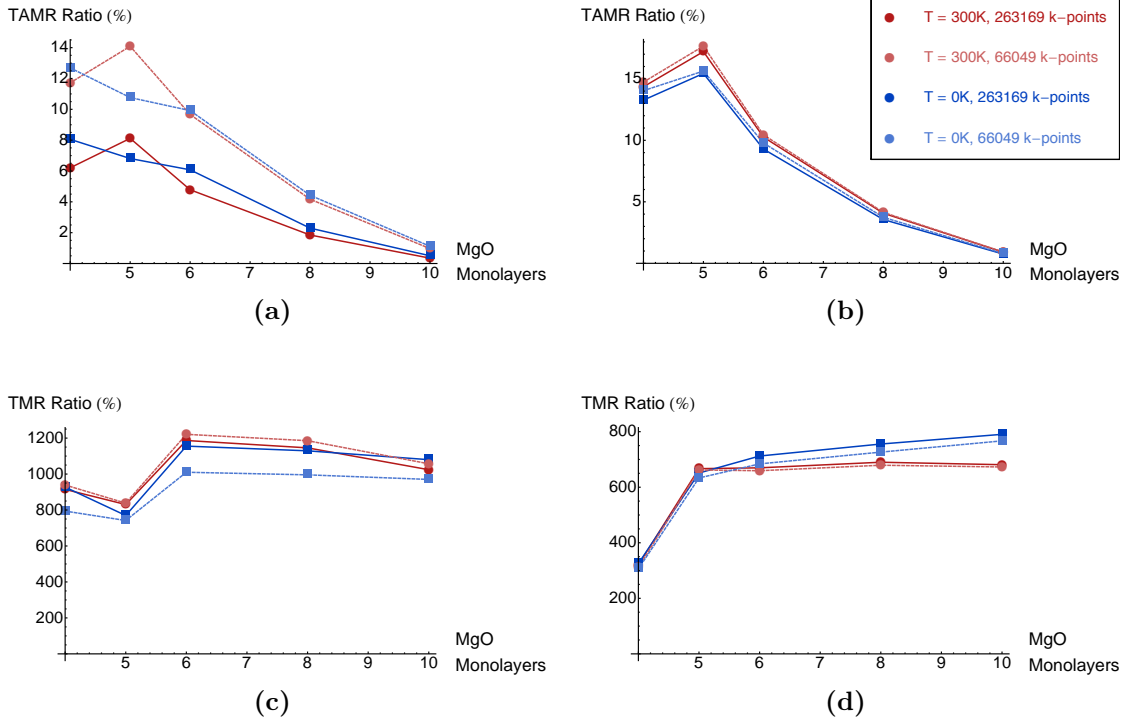 TAMR Ratio (%)
14
12
10
8
6
4
2
5
6
7
8
9
10
MgO
Monolayers
(a)
TAMR Ratio (%)
15
10
5
5
6
7
8
9
10
MgO
Monolayers
(b)
T = 300K, 263169 k-points
T = 300K, 66049 k-points
T = 0K, 263169 k-points
T = 0K, 66049 k-points
TMR Ratio (%)
1200
1000
800
600
400
200
5
6
7
8
9
10
MgO
Monolayers
(c)
TMR Ratio (%)
800
600
400
200
5
6
7
8
9
10
MgO
Monolayers
(d)